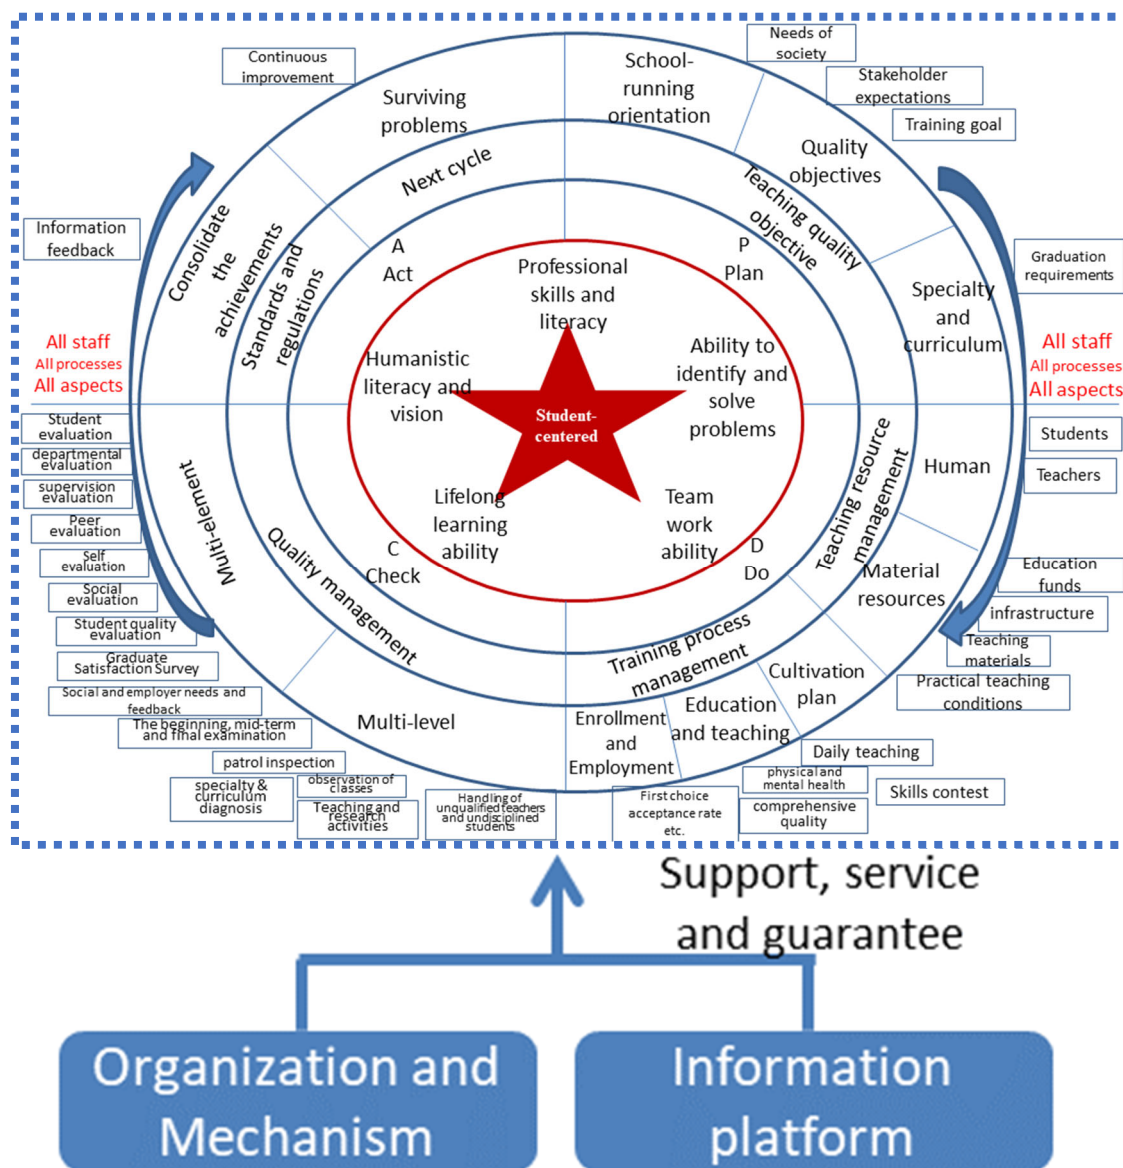 Needs of
society
Continuous
improvement
School-
running
orientation
Stakeholder
expectations
Surviving
problems
Training goal
Quality
objectives
Next cycle
Teaching quality
objective
Information
feedback
Consolidate
the
achievements
Standards and
regulations
A
Act
P
Plan
Graduation
requirements
Professional
skills and
literacy
Specialty
and
curriculum
All staff
All processes
All aspects
All staff
All processes
All aspects
Humanistic
literacy and
vision
Ability to
identify and
solve
problems
Student-
centered
Lifelong
learning
ability
Team
work
ability
C
Check
D
Do
Student
evaluation
departmental
evaluation
supervision
evaluation
Peer
evaluation
Self
evaluation
Social
evaluation
Student quality
evaluation
Graduate
Satisfaction Survey
Social and employer needs and
feedback
The beginning, mid-term
and final examination
patrol inspection
specialty &
curriculum
diagnosis
observation of
classes
Teaching and
research
activities
Handling of
unqualified teachers
and undisciplined
students
Multi-element
Quality management
Multi-level
Teaching resource
management
Human
Students
Teachers
Material
resources
Education
funds
infrastructure
Teaching
materials
Practical teaching
conditions
Training process
management
Cultivation
plan
Education
and teaching
Enrollment
and
Employment
Daily teaching
physical and
mental health
Skills contest
comprehensive
quality
First choice
acceptance rate
etc.
Support, service
and guarantee
Organization and
Mechanism
Information
platform